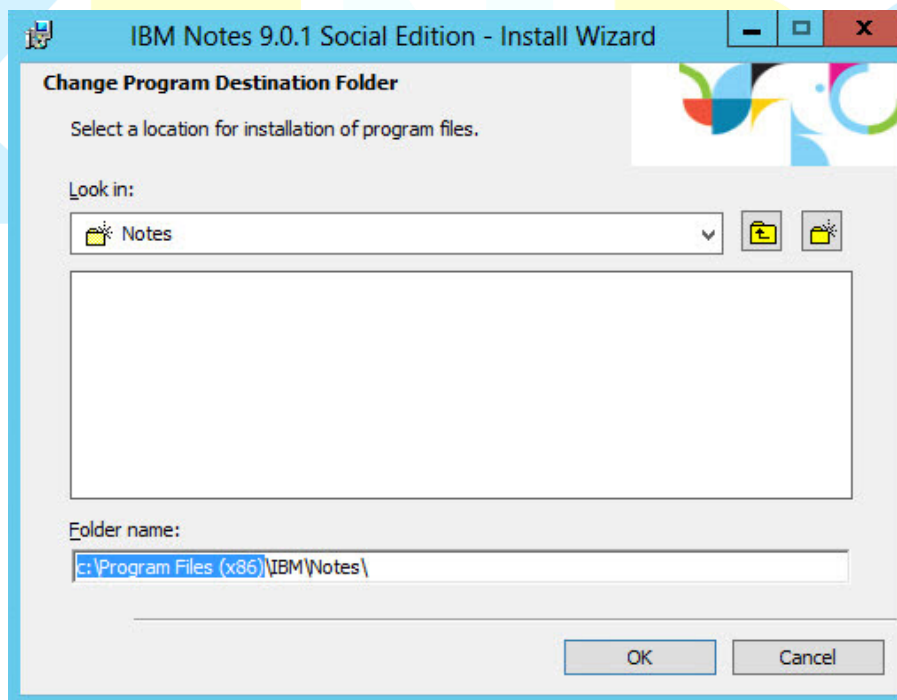 IBM Notes 9.0.1 Social Edition - Install Wizard
Change Program Destination Folder
Select a location for installation of program files.
Look in:
Notes
Folder name:
c:\Program Files (x86)\IBM\Notes\
OK Cancel